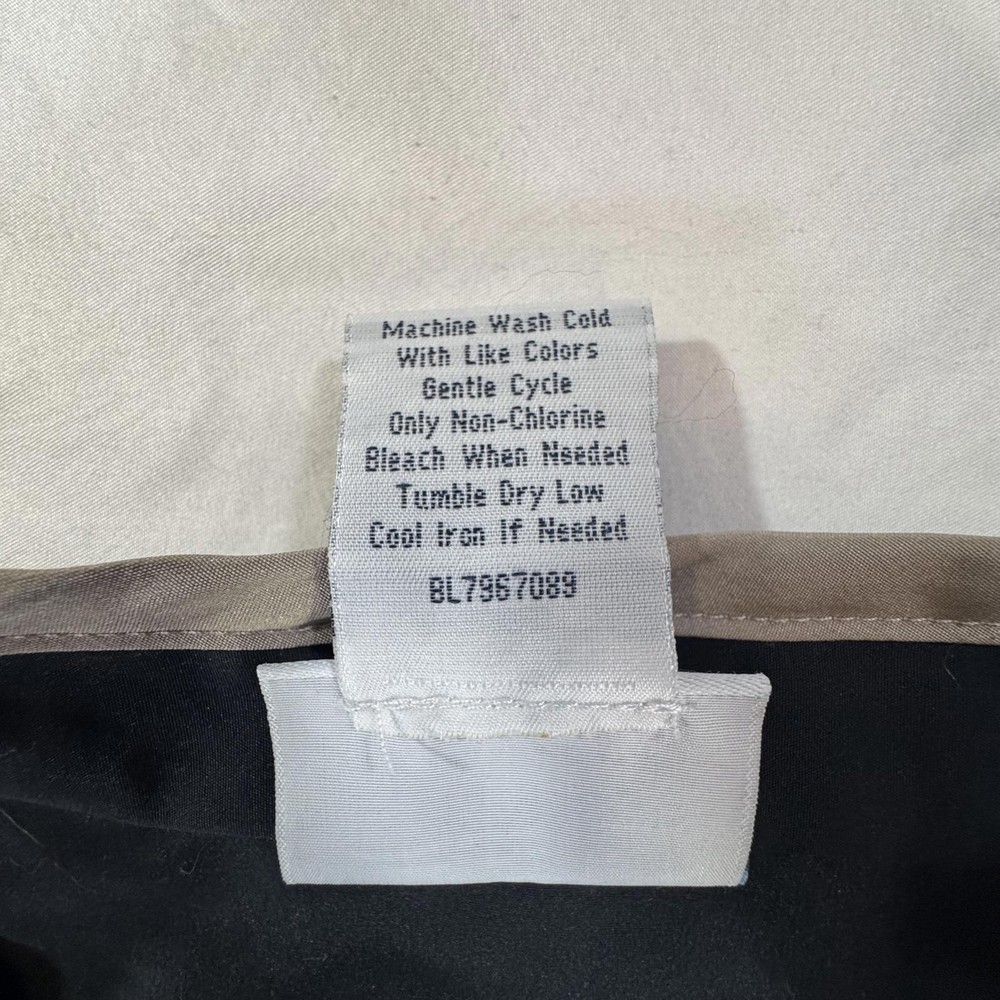 Machine Wash Cold
With Like Colors
Gentle Cycle
Only Non-Chlorine
Bleach When Nseded
Tumble Dry Low
Cool Iron If Needed
BL7967089